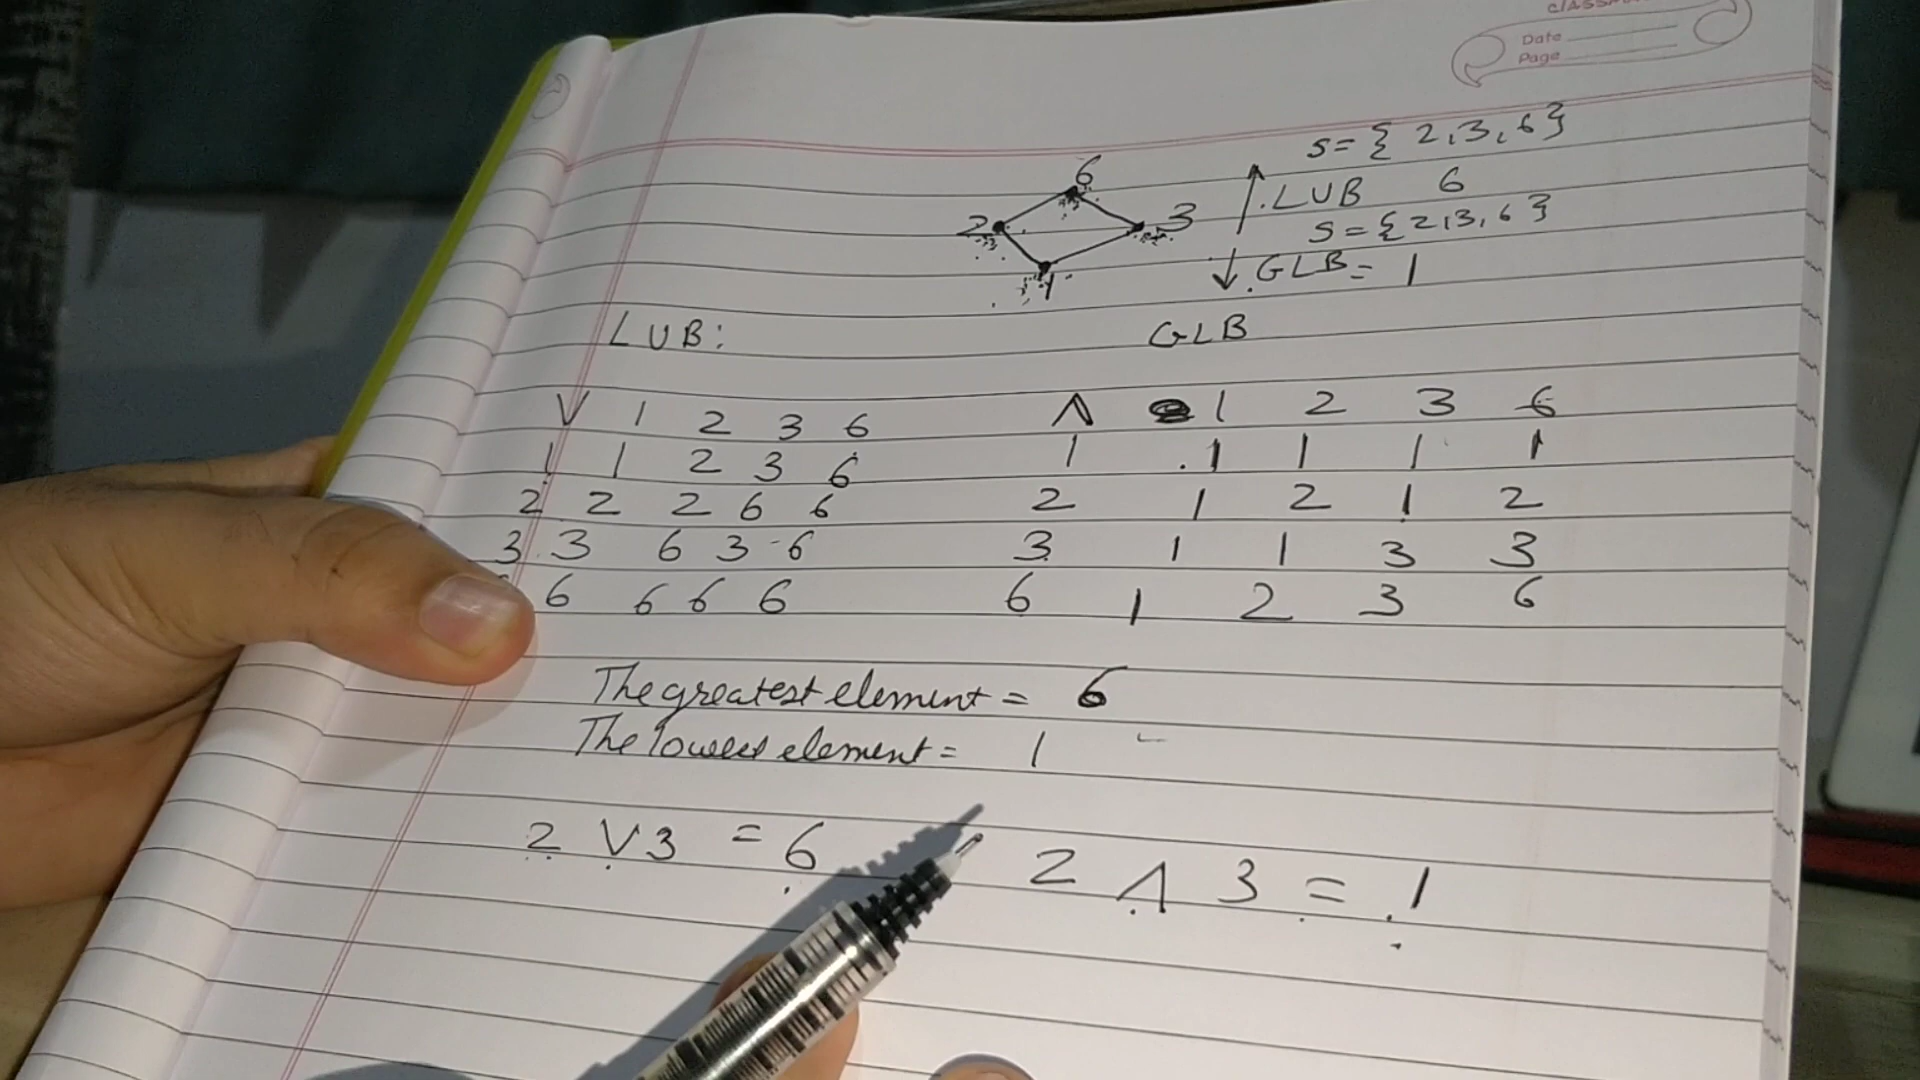 Date
Page
S = { 2, 3, 6 }
6
LUB 6
2 3
S = { 2, 3, 6 }
1
GLB = 1
LUB: GLB
V 1 2 3 6
1 1 2 3 6
2 2 2 6 6
3 3 6 3 6
6 6 6 6
Λ 1 2 3 6
1 1 1 1 1
2 1 2 1 2
3 1 1 3 3
6 1 2 3 6
The greatest element = 6
The lowest element = 1
2 V 3 = 6
2 Λ 3 = 1